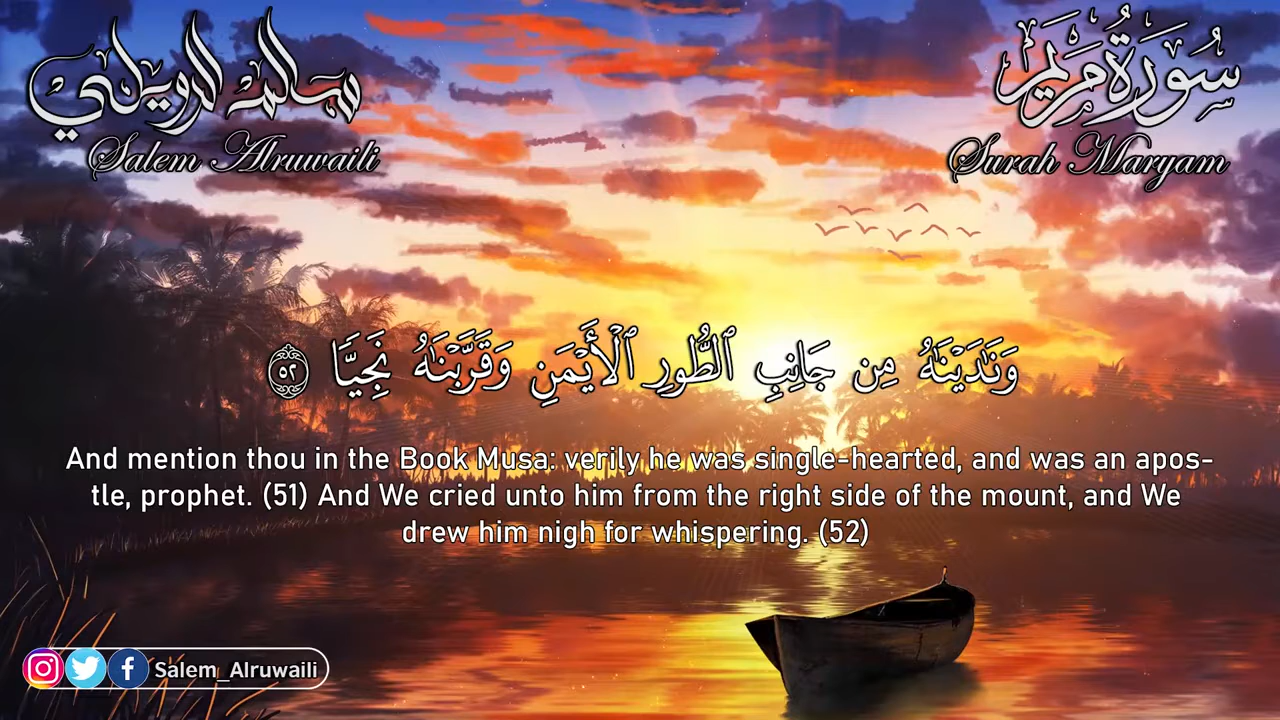 سالم الرويلي
Salem Alruwaili
سورة مريم
Surah Maryam
وَنَٰدَيْنَٰهُ مِن جَانِبِ ٱلطُّورِ ٱلْأَيْمَنِ وَقَرَّبْنَٰهُ نَجِيًّا ٥٢
And mention thou in the Book Musa: verily he was single-hearted, and was an apos-
tle, prophet. (51) And We cried unto him from the right side of the mount, and We
drew him nigh for whispering. (52)
Salem_Alruwaili